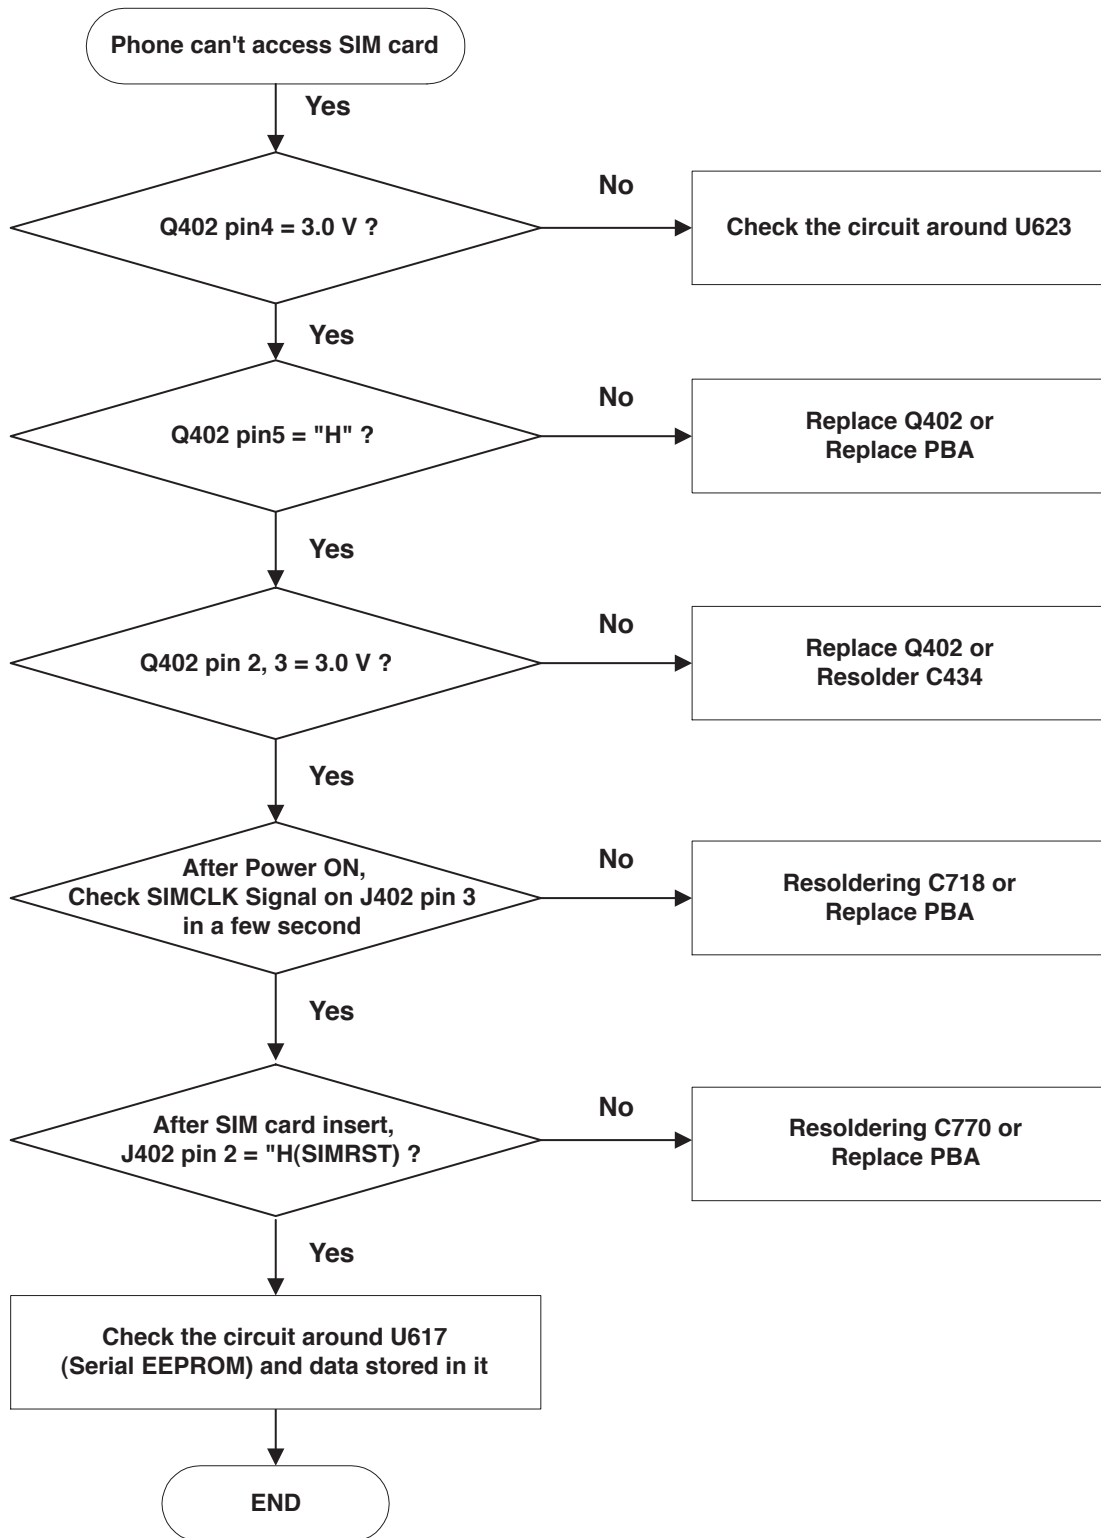 Phone can't access SIM card
Yes
Q402 pin4 = 3.0 V ?
No
Check the circuit around U623
Yes
Q402 pin5 = "H" ?
No
Replace Q402 or
Replace PBA
Yes
Q402 pin 2, 3 = 3.0 V ?
No
Replace Q402 or
Resolder C434
Yes
After Power ON,
Check SIMCLK Signal on J402 pin 3
in a few second
No
Resoldering C718 or
Replace PBA
Yes
After SIM card insert,
J402 pin 2 = "H(SIMRST) ?
No
Resoldering C770 or
Replace PBA
Yes
Check the circuit around U617
(Serial EEPROM) and data stored in it
END